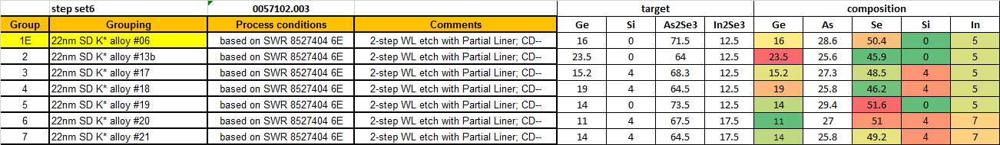 step set6 0057102.003 target composition
Group Grouping Process conditions Comments Ge Si As2Se3 In2Se3 Ge As Se Si In
1E 22nm SD K* alloy #06 based on SWR 8527404 6E 2-step WL etch with Partial Liner; CD-- 16 0 71.5 12.5 16 28.6 50.4 0 5
2 22nm SD K* alloy #13b based on SWR 8527404 6E 2-step WL etch with Partial Liner; CD-- 23.5 0 64 12.5 23.5 25.6 45.9 0 5
3 22nm SD K* alloy #17 based on SWR 8527404 6E 2-step WL etch with Partial Liner; CD-- 15.2 4 68.3 12.5 15.2 27.3 48.5 4 5
4 22nm SD K* alloy #18 based on SWR 8527404 6E 2-step WL etch with Partial Liner; CD-- 19 4 64.5 12.5 19 25.8 46.2 4 5
5 22nm SD K* alloy #19 based on SWR 8527404 6E 2-step WL etch with Partial Liner; CD-- 14 0 73.5 12.5 14 29.4 51.6 0 5
6 22nm SD K* alloy #20 based on SWR 8527404 6E 2-step WL etch with Partial Liner; CD-- 11 4 67.5 17.5 11 27 51 4 7
7 22nm SD K* alloy #21 based on SWR 8527404 6E 2-step WL etch with Partial Liner; CD-- 14 4 64.5 17.5 14 25.8 49.2 4 7